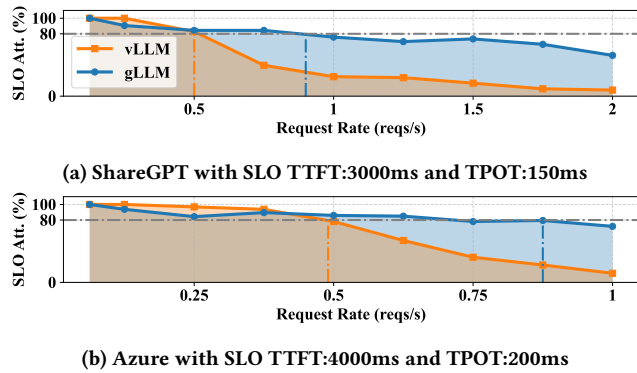 SLO Att. (%)
100
80
0
vLLM
gLLM
0.5
1
1.5
2
Request Rate (reqs/s)
(a) ShareGPT with SLO TTFT:3000ms and TPOT:150ms
SLO Att. (%)
100
80
0
0.25
0.5
0.75
1
Request Rate (reqs/s)
(b) Azure with SLO TTFT:4000ms and TPOT:200ms